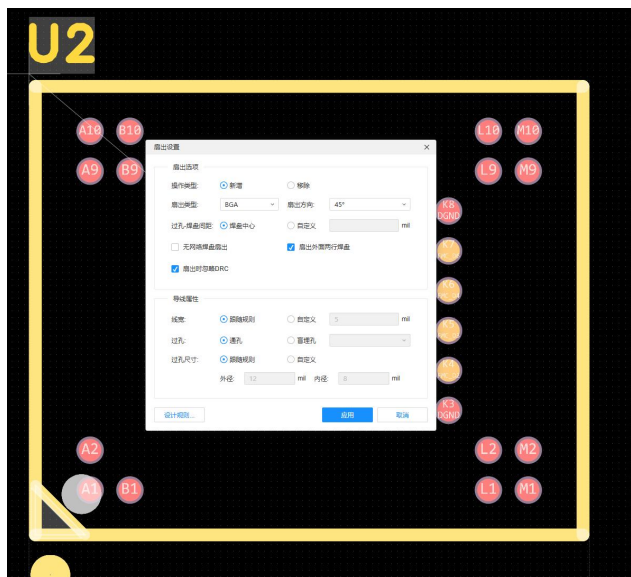 U2
A10 B10 L10 M10
扇出设置
扇出选项
A9 B9 L9 M9
操作类型: 新增 移除
扇出类型: BGA 扇出方向: 45°
K8
DGND
过孔-焊盘间距: 焊盘中心 自定义 mil
无网络焊盘扇出 扇出外围两行焊盘
K7
扇出时忽略DRC
K6
导线属性
线宽: 跟随规则 自定义 5 mil
K5
过孔: 通孔 盲埋孔
过孔尺寸: 跟随规则 自定义
K4
外径: 12 mil 内径: 8 mil
K3
DGND
设计规则... 应用 取消
A2 L2 M2
A1 B1 L1 M1